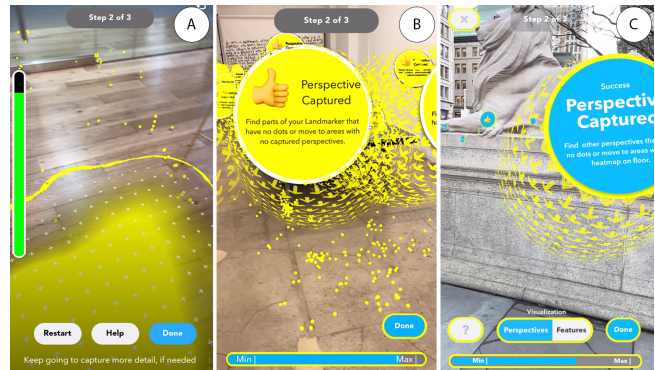 Step 2 of 3
A
Restart
Help
Done
Keep going to capture more detail, if needed
Step 2 of 3
B
Perspective
Captured
Find parts of your Landmarker that
have no dots or move to areas with
no captured perspectives.
Done
Min |
Max |
Step 2 of 3
C
Success
Perspectiv
Captured
Find other perspectives tha
no dots or move to areas w
heatmap on floor.
Visualization
?
Perspectives
Features
Done
Min |
Max |